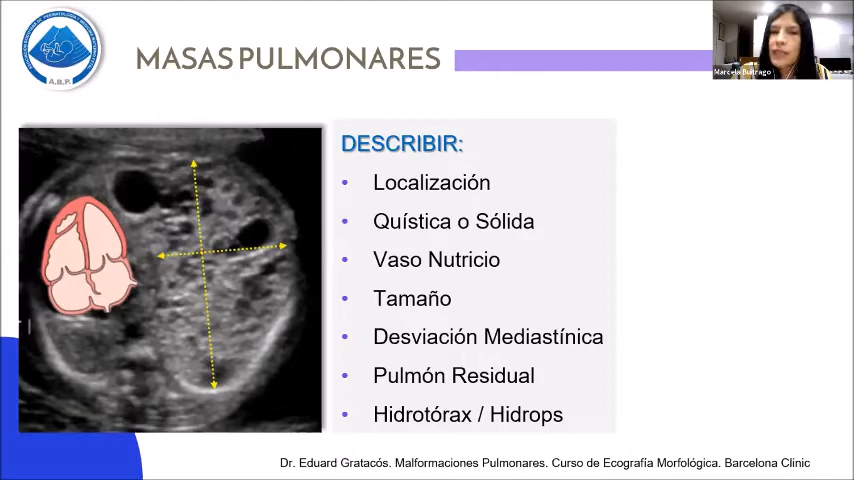 MASAS PULMONARES
Marcela Buitrago
A.B.P.
DESCRIBIR:
• Localización
• Quística o Sólida
• Vaso Nutricio
• Tamaño
• Desviación Mediastínica
• Pulmón Residual
• Hidrotórax / Hidrops
Dr. Eduard Gratacós. Malformaciones Pulmonares. Curso de Ecografía Morfológica. Barcelona Clinic